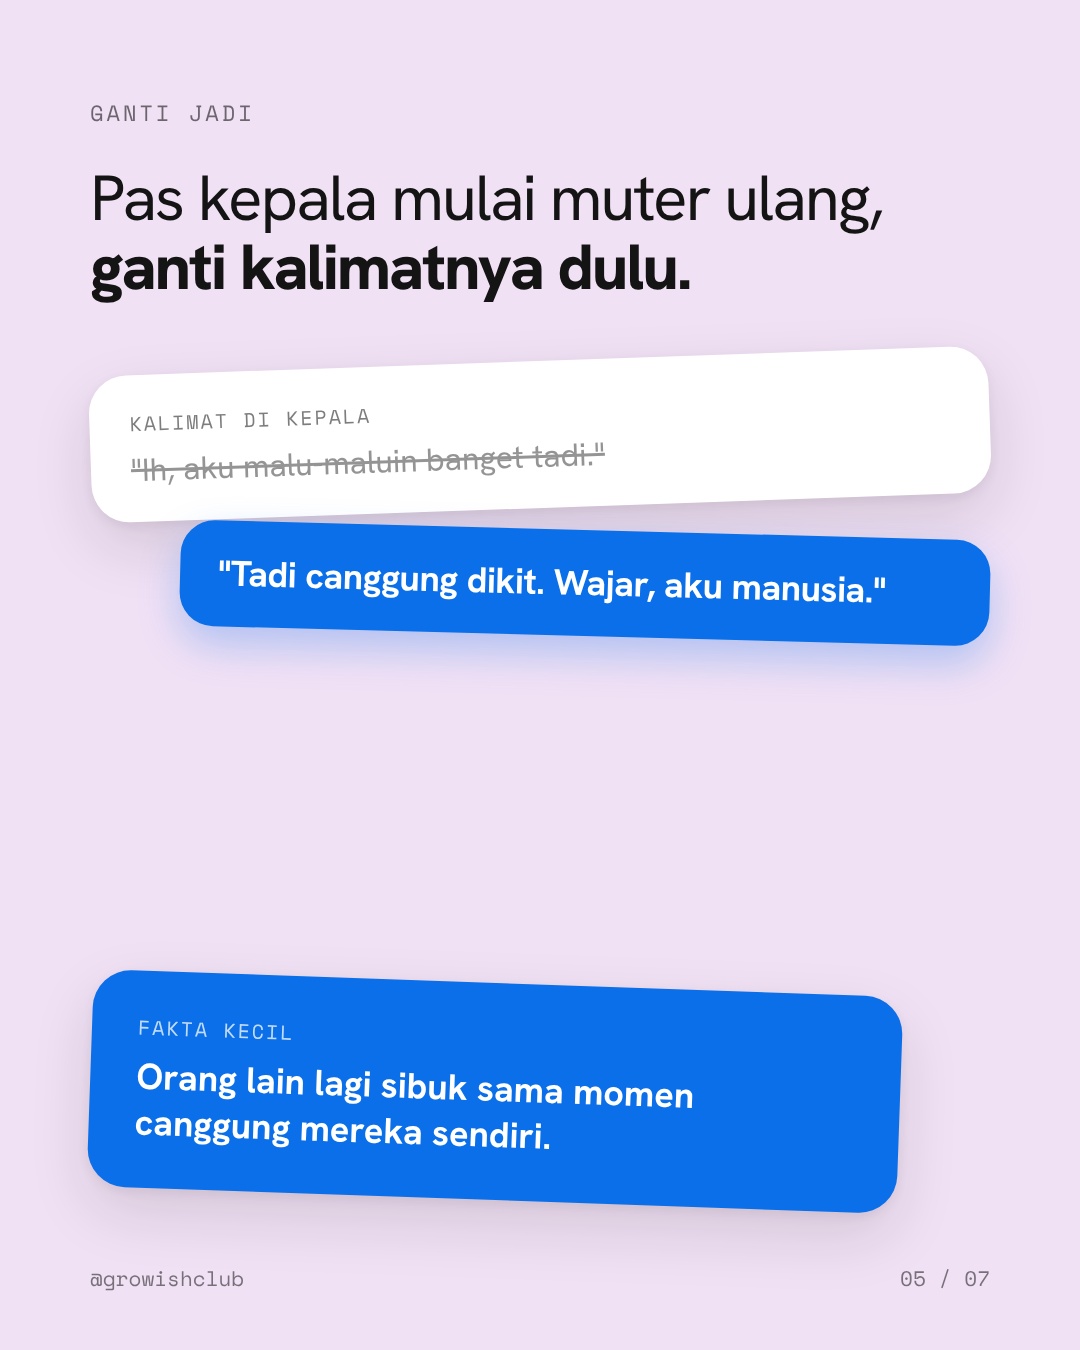 GANTI JADI
Pas kepala mulai muter ulang,
ganti kalimatnya dulu.
KALIMAT DI KEPALA
"Ih, aku malu-maluin banget tadi."
"Tadi canggung dikit. Wajar, aku manusia."
FAKTA KECIL
Orang lain lagi sibuk sama momen
canggung mereka sendiri.
@growishclub
05 / 07